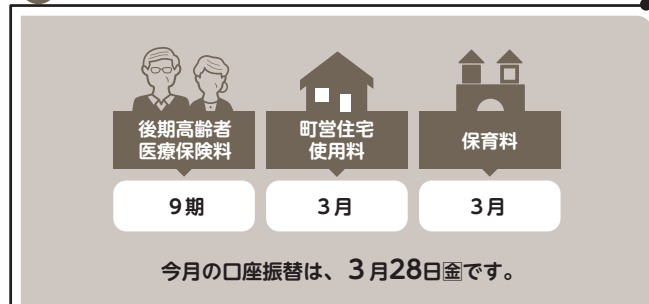 後期高齢者
医療保険料
町営住宅
使用料
保育料
9期
3月
3月
今月の口座振替は、3月28日㊎です。